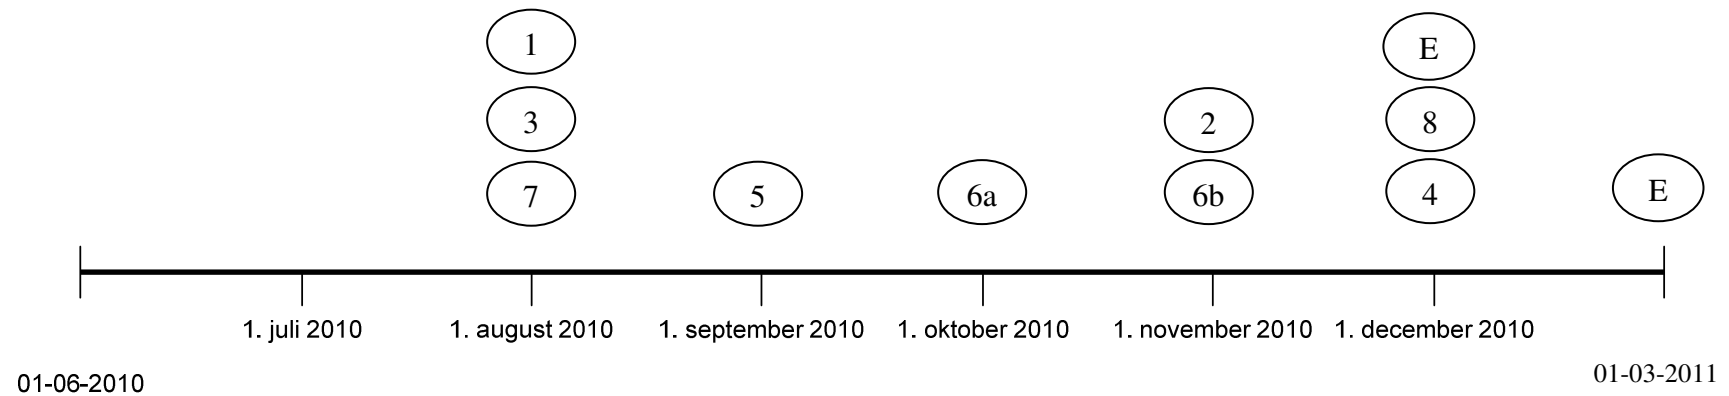 1
E
3
2
8
7
5
6a
6b
4
E
1. juli 2010
1. august 2010
1. september 2010
1. oktober 2010
1. november 2010
1. december 2010
01-06-2010
01-03-2011